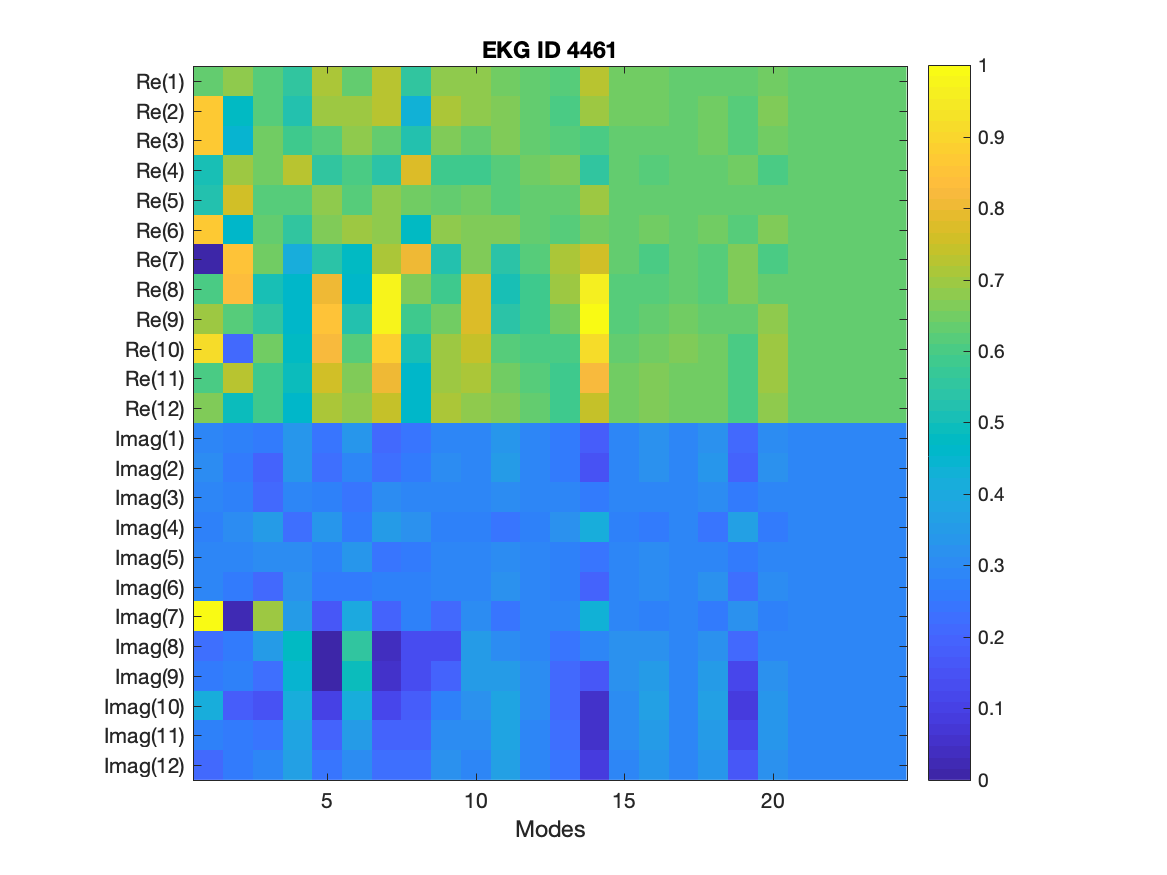 EKG ID 4461
Re(1)
Re(2)
Re(3)
Re(4)
Re(5)
Re(6)
Re(7)
Re(8)
Re(9)
Re(10)
Re(11)
Re(12)
Imag(1)
Imag(2)
Imag(3)
Imag(4)
Imag(5)
Imag(6)
Imag(7)
Imag(8)
Imag(9)
Imag(10)
Imag(11)
Imag(12)
5 10 15 20
Modes
1
0.9
0.8
0.7
0.6
0.5
0.4
0.3
0.2
0.1
0